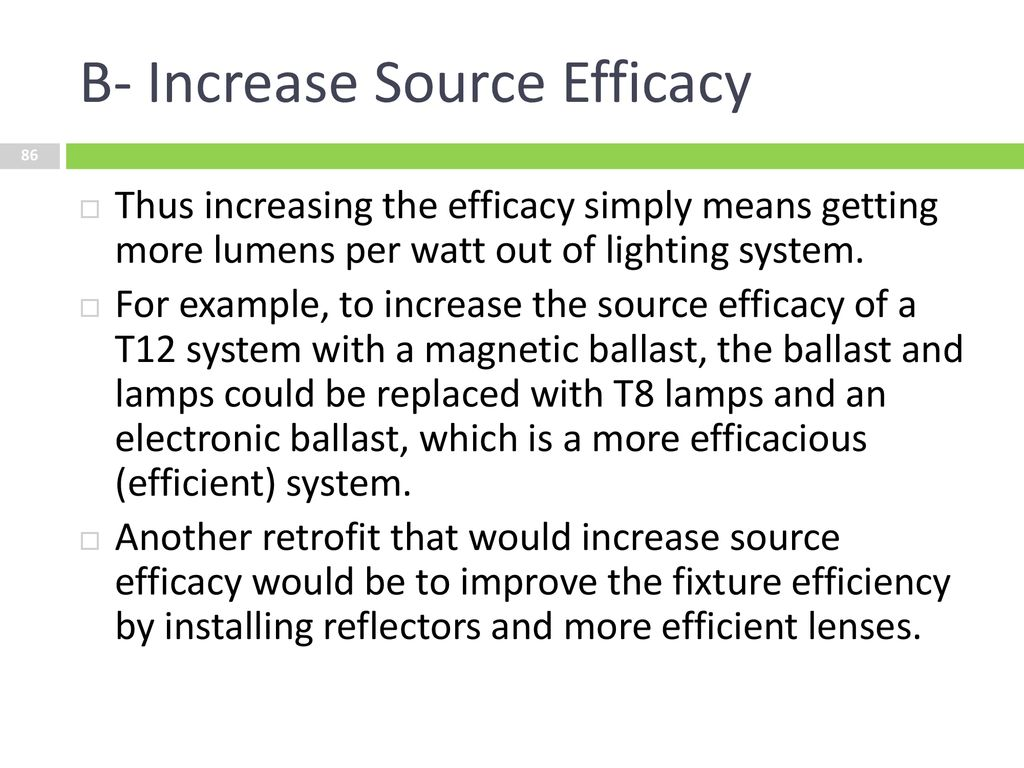 B- Increase Source Efficacy
86
Thus increasing the efficacy simply means getting
more lumens per watt out of lighting system.
For example, to increase the source efficacy of a
T12 system with a magnetic ballast, the ballast and
lamps could be replaced with T8 lamps and an
electronic ballast, which is a more efficacious
(efficient) system.
Another retrofit that would increase source
efficacy would be to improve the fixture efficiency
by installing reflectors and more efficient lenses.